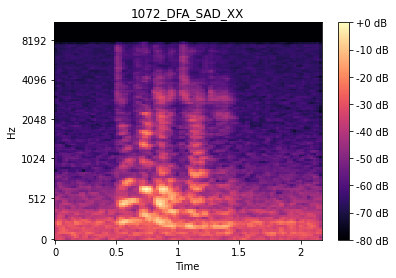 1072_DFA_SAD_XX
8192
4096
2048
1024
512
0
Hz
0
0.5
1
1.5
2
Time
+0 dB
-10 dB
-20 dB
-30 dB
-40 dB
-50 dB
-60 dB
-70 dB
-80 dB